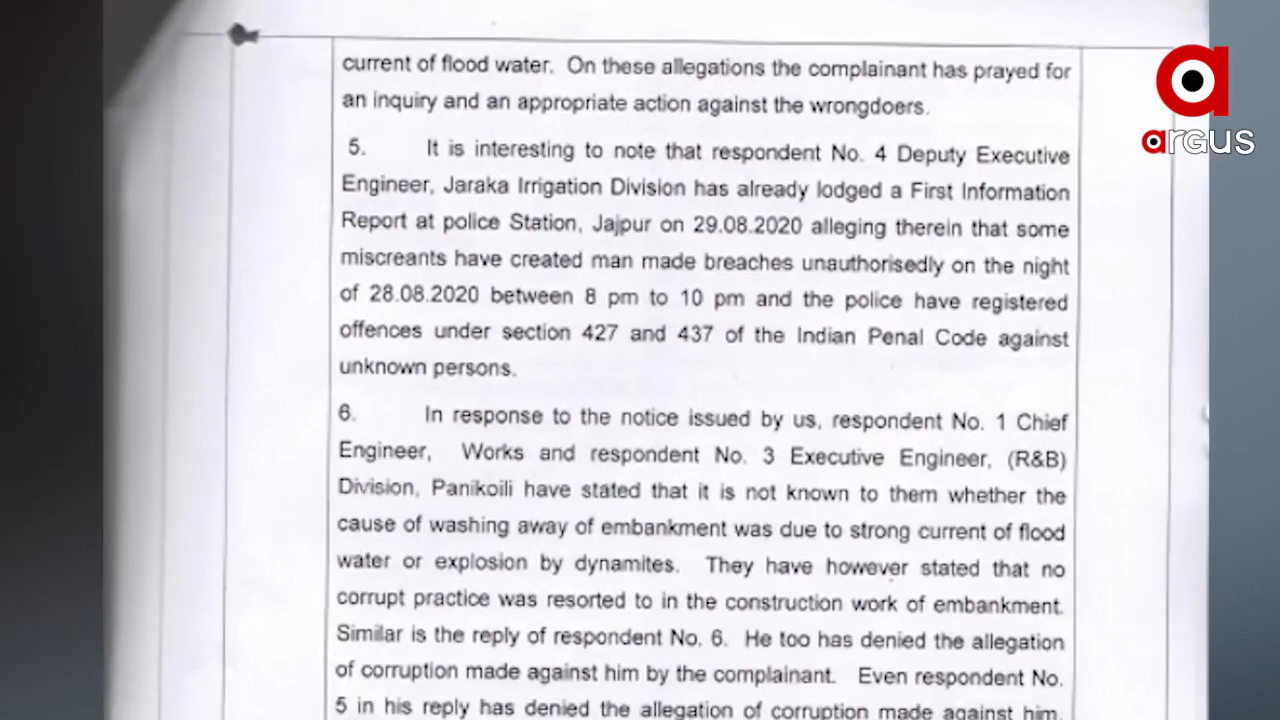 current of flood water. On these allegations the complainant has prayed for
an inquiry and an appropriate action against the wrongdoers.
5. It is interesting to note that respondent No. 4 Deputy Executive
Engineer, Jaraka Irrigation Division has already lodged a First Information
Report at police Station, Jajpur on 29.08.2020 alleging therein that some
miscreants have created man made breaches unauthorisedly on the night
of 28.08.2020 between 8 pm to 10 pm and the police have registered
offences under section 427 and 437 of the Indian Penal Code against
unknown persons.
6. In response to the notice issued by us, respondent No. 1 Chief
Engineer, Works and respondent No. 3 Executive Engineer, (R&B)
Division, Panikoili have stated that it is not known to them whether the
cause of washing away of embankment was due to strong current of flood
water or explosion by dynamites. They have however stated that no
corrupt practice was resorted to in the construction work of embankment.
Similar is the reply of respondent No. 6. He too has denied the allegation
of corruption made against him by the complainant. Even respondent No.
5 in his reply has denied the allegation of corruption made against him.
a
argus